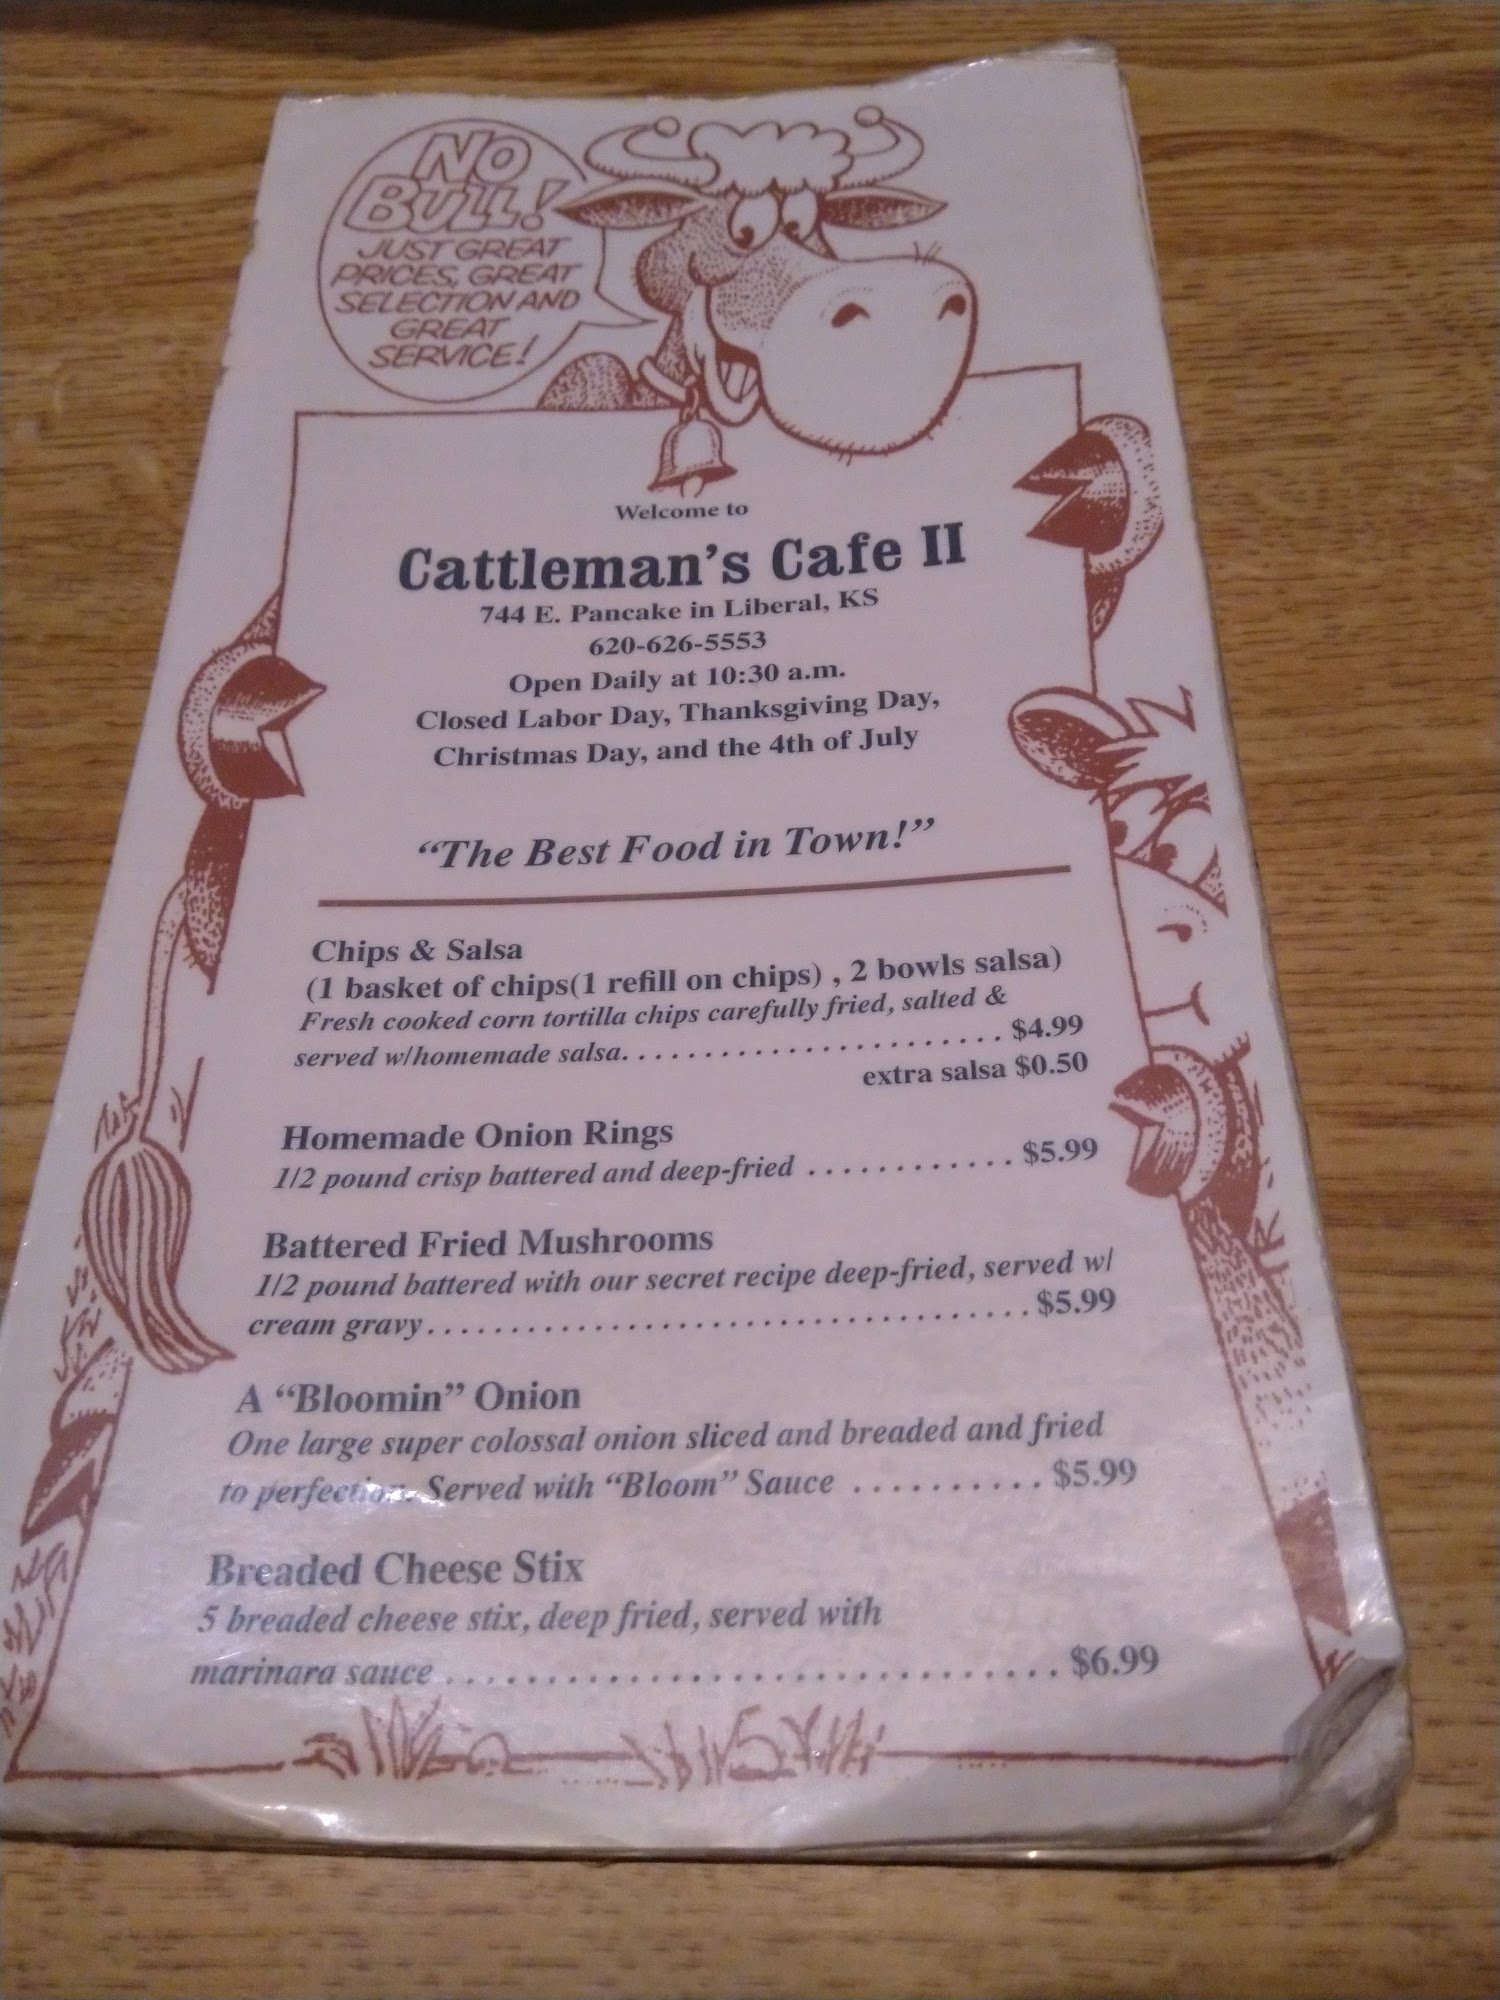 NO
BULL!
JUST GREAT
PRICES, GREAT
SELECTION AND
GREAT
SERVICE!
Welcome to
Cattleman's Cafe II
744 E. Pancake in Liberal, KS
620-626-5553
Open Daily at 10:30 a.m.
Closed Labor Day, Thanksgiving Day,
Christmas Day, and the 4th of July
"The Best Food in Town!"
Chips & Salsa
(1 basket of chips(1 refill on chips) , 2 bowls salsa)
Fresh cooked corn tortilla chips carefully fried, salted &
served w/homemade salsa. . . . . . . . . . . . . . . . . . . . . . . . $4.99
extra salsa $0.50
Homemade Onion Rings
1/2 pound crisp battered and deep-fried . . . . . . . . . . . . . $5.99
Battered Fried Mushrooms
1/2 pound battered with our secret recipe deep-fried, served w/
cream gravy. . . . . . . . . . . . . . . . . . . . . . . . . . . . . . . . . . . . . $5.99
A "Bloomin" Onion
One large super colossal onion sliced and breaded and fried
to perfection. Served with "Bloom" Sauce . . . . . . . . . . $5.99
Breaded Cheese Stix
5 breaded cheese stix, deep fried, served with
marinara sauce . . . . . . . . . . . . . . . . . . . . . . . . . . . . . . . . $6.99